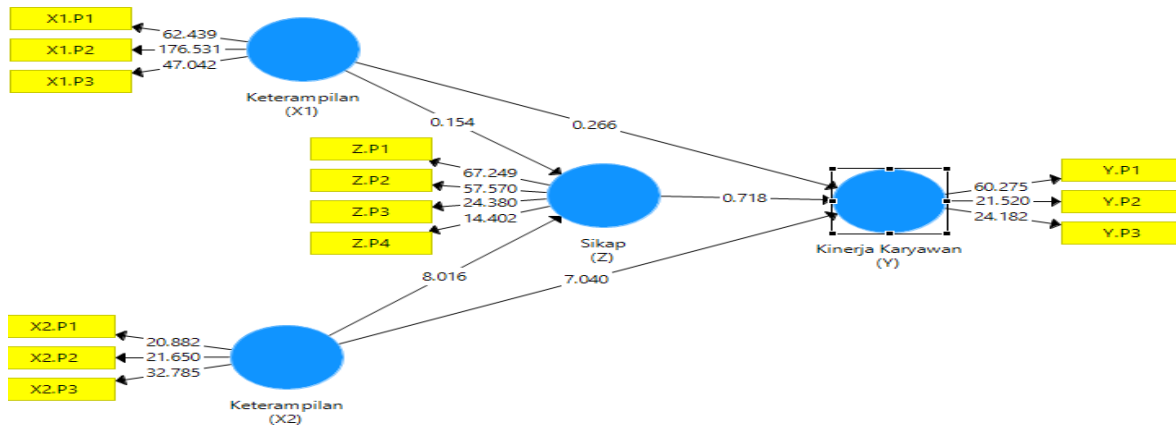 X1.P1
62.439
X1.P2
176.531
X1.P3
47.042
Keterampilan
(X1)
0.154
0.266
Z.P1
67.249
Z.P2
57.570
Z.P3
24.380
Z.P4
14.402
Sikap
(Z)
0.718
Kinerja Karyawan
(Y)
60.275
Y.P1
21.520
Y.P2
24.182
Y.P3
8.016
7.040
X2.P1
20.882
X2.P2
21.650
X2.P3
32.785
Keterampilan
(X2)